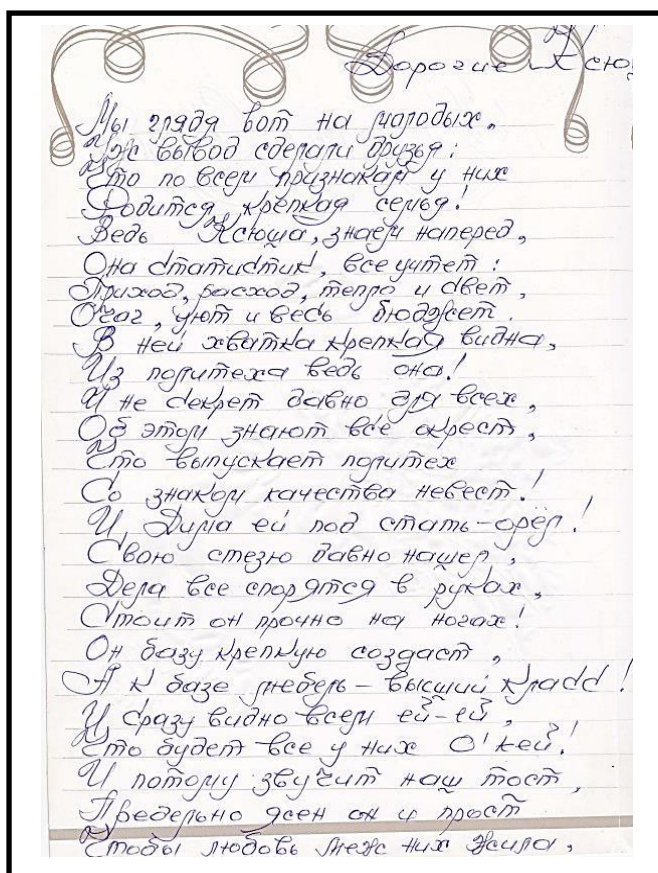 Дорогие Ксю
Мы глядя вот на молодых,
Уж вывод сделали друзья:
Что по всем признакам у них
Родится крепкая семья!
Ведь Ксюша, знаем наперед,
Она статистик, все учтет:
Приход, расход, тепло и свет,
Очаг, уют и весь бюджет.
В ней хватка крепкая видна,
Из политеха ведь она!
И не секрет давно для всех,
Об этом знают все окрест,
Что выпускает политех
Со знаком качества невест!
И Дима ей под стать-орёл!
Свою стезю давно нашел,
Дела все спорятся в руках,
Стоит он прочно на ногах!
Он базу крепкую создаст,
А к базе мебель - высший класс!
И сразу видно всем ей-ей,
Что будет все у них О'кей!
И потому звучит наш тост,
Предельно ясен он и прост
Чтобы любовь меж них жила,